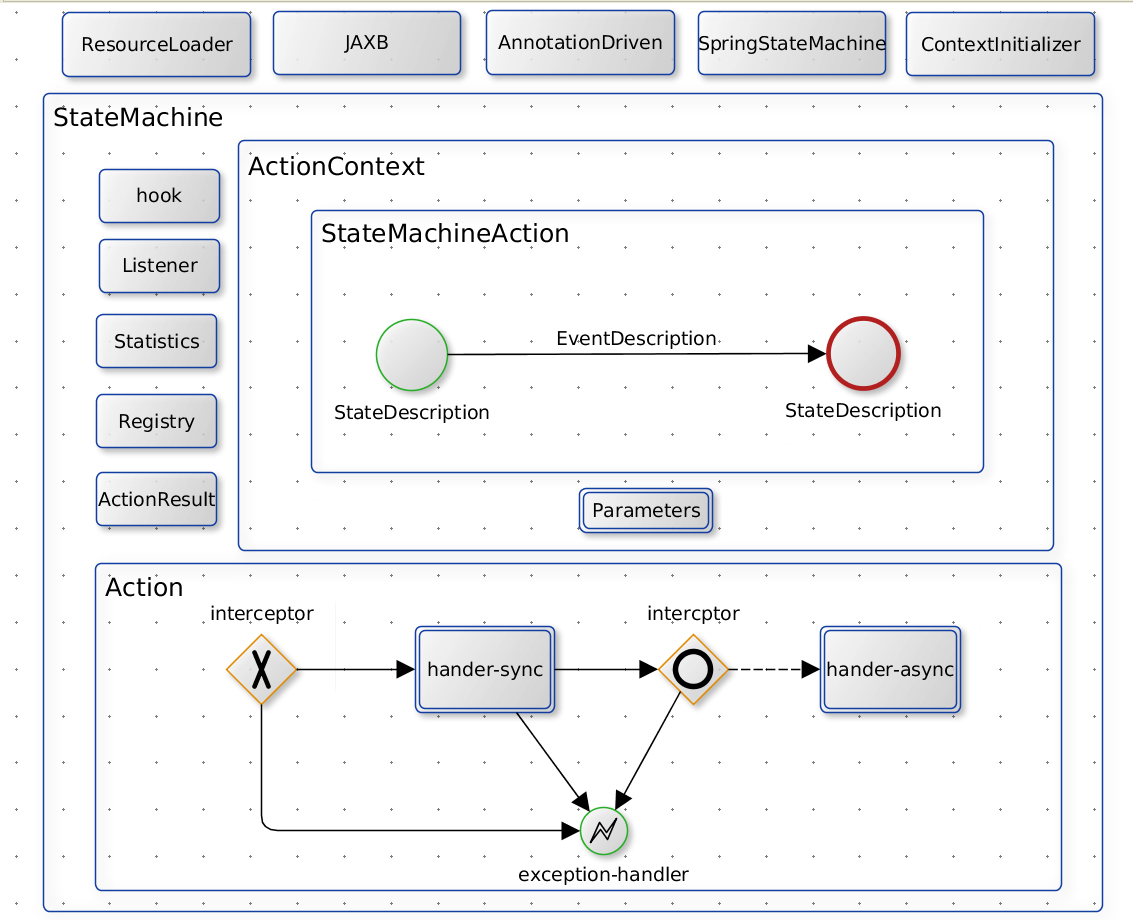 ResourceLoader
JAXB
AnnotationDriven
SpringStateMachine
ContextInitializer
StateMachine
ActionContext
hook
StateMachineAction
Listener
Statistics
EventDescription
StateDescription
StateDescription
Registry
ActionResult
Parameters
Action
interceptor
intercptor
hander-sync
hander-async
exception-handler